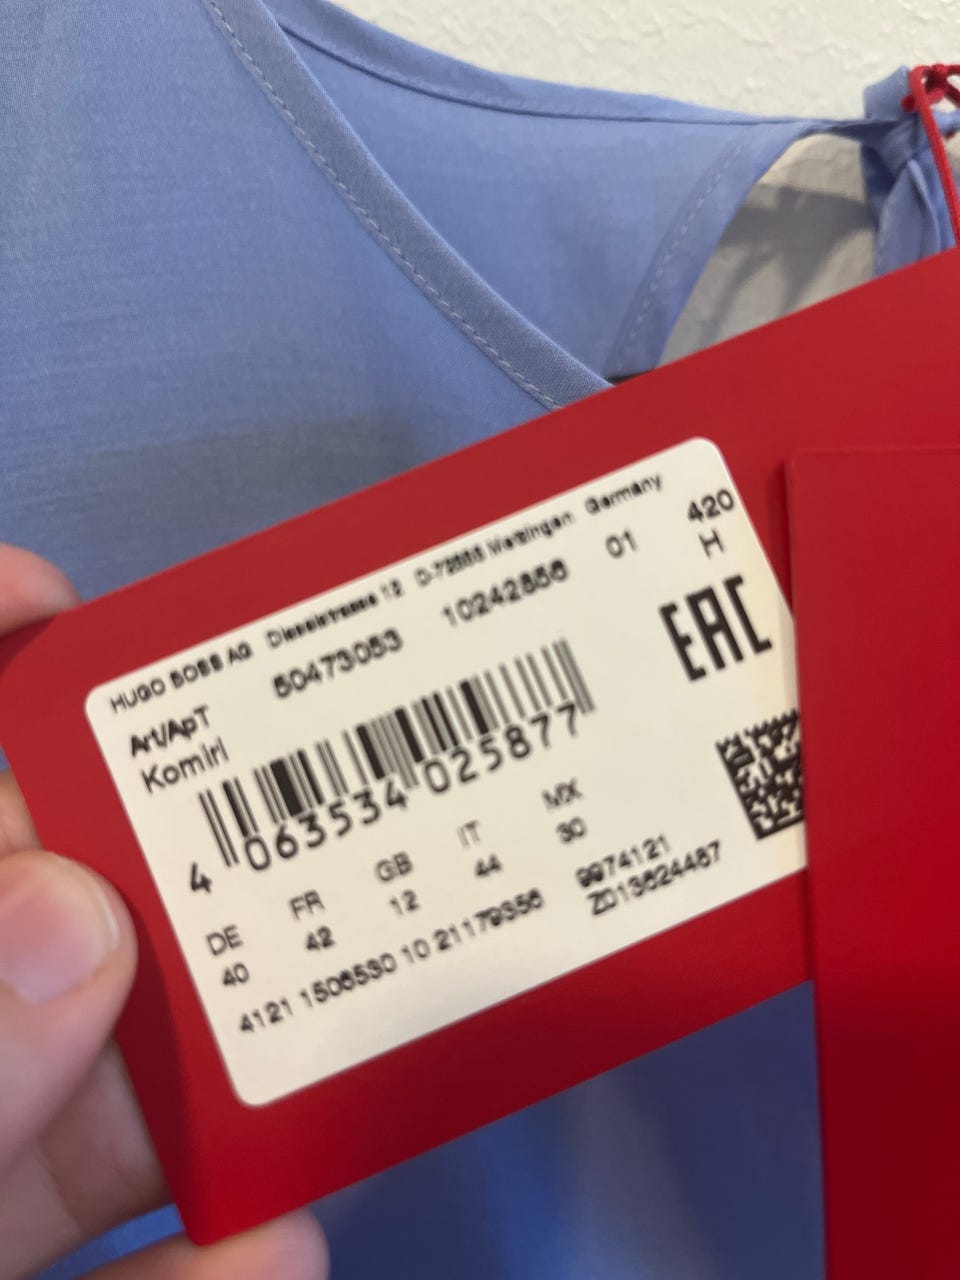 HUGO BOSS AG Dieselstrasse 12 D-72555 Metzingen Germany
Art/ApT 50473053 10242856 01 420
Komiri H
EAC
4 063534 025877
DE FR GB IT MX
40 42 12 44 30
4121 1506530 10 21179356 9974121
Z013624487